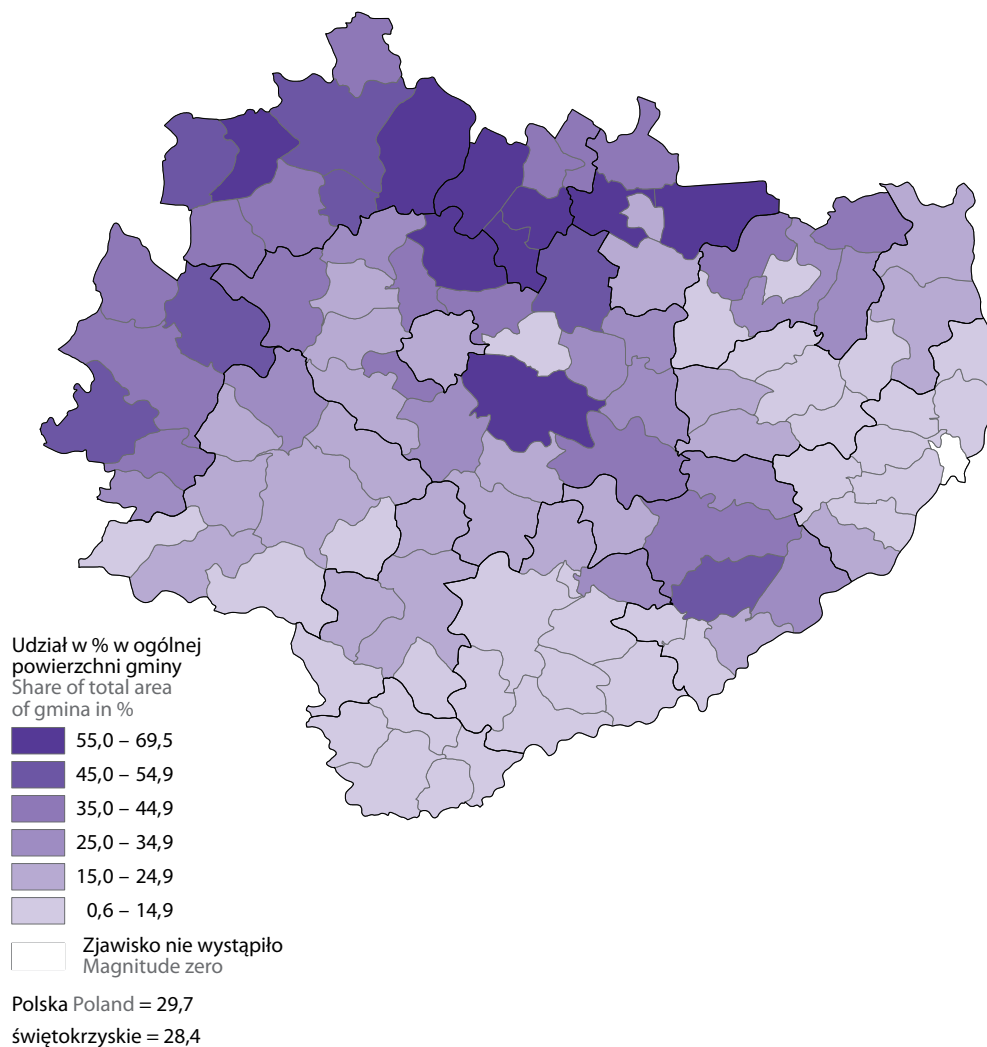 Udział w % w ogólnej
powierzchni gminy
Share of total area
of gmina in %
55,0 – 69,5
45,0 – 54,9
35,0 – 44,9
25,0 – 34,9
15,0 – 24,9
0,6 – 14,9
Zjawisko nie wystąpiło
Magnitude zero
Polska Poland = 29,7
świętokrzyskie = 28,4